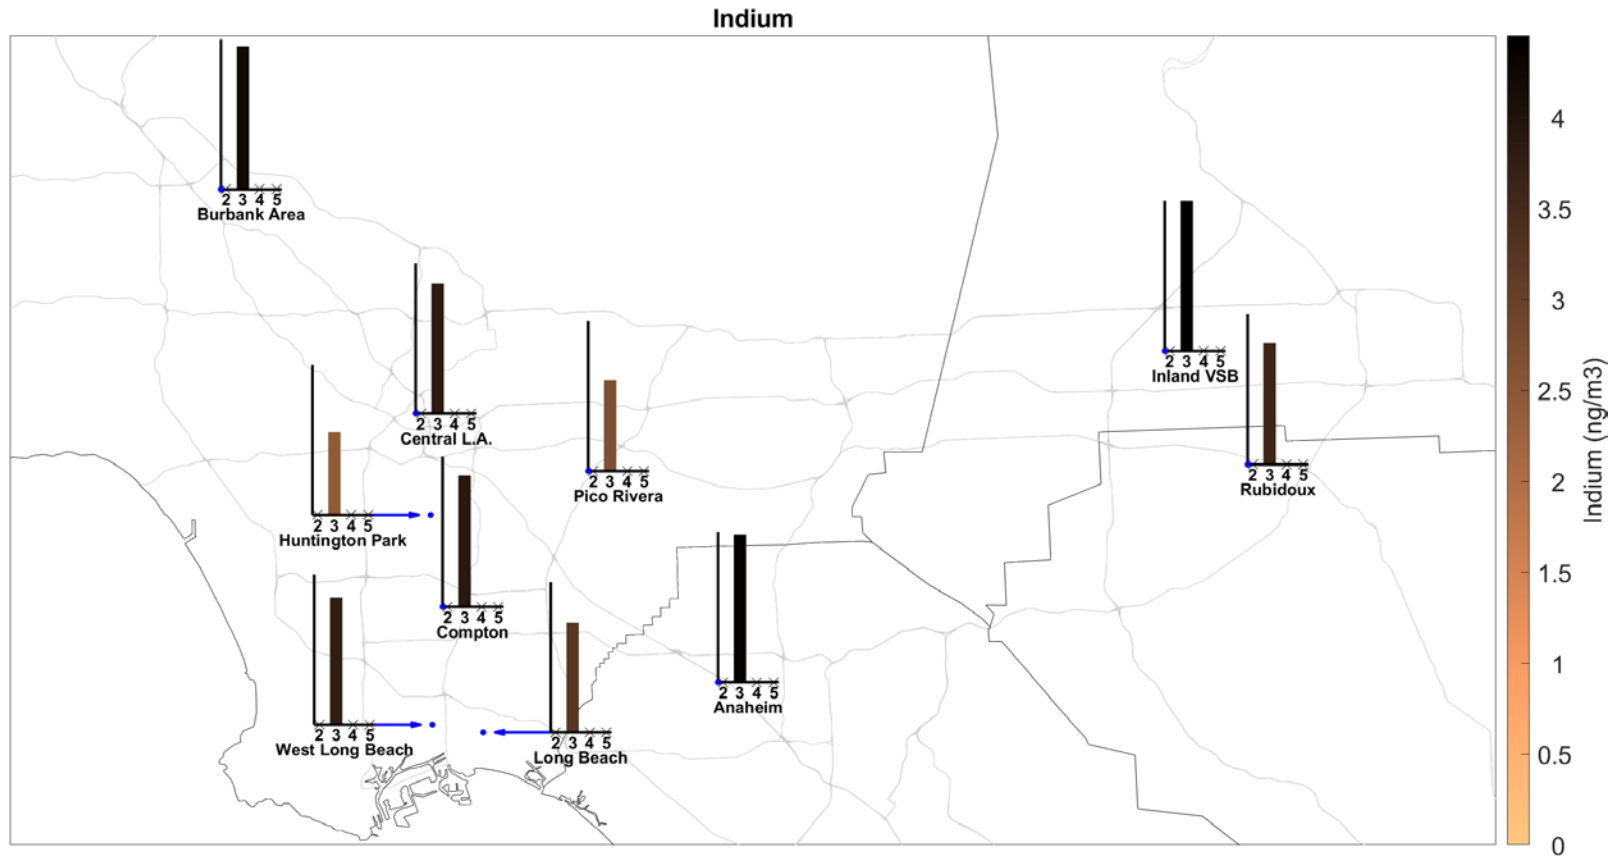 Indium
2 3 4 5
Burbank Area
2 3 4 5
Central L.A.
2 3 4 5
Pico Rivera
2 3 4 5
Inland VSB
2 3 4 5
Rubidoux
2 3 4 5
Huntington Park
2 3 4 5
Compton
2 3 4 5
West Long Beach
2 3 4 5
Long Beach
2 3 4 5
Anaheim
4
3.5
3
2.5
2
1.5
1
0.5
0
Indium (ng/m3)